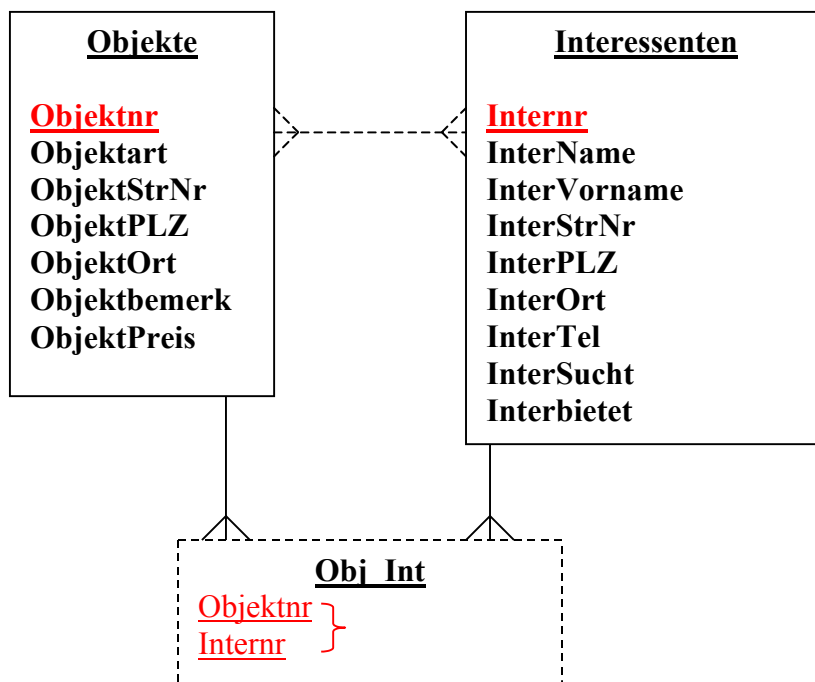 Objekte
Objektnr
Objektart
ObjektStrNr
ObjektPLZ
ObjektOrt
Objektbemerk
ObjektPreis
Interessenten
Internr
InterName
InterVorname
InterStrNr
InterPLZ
InterOrt
InterTel
InterSucht
Interbietet
Obj_Int
Objektnr
Internr